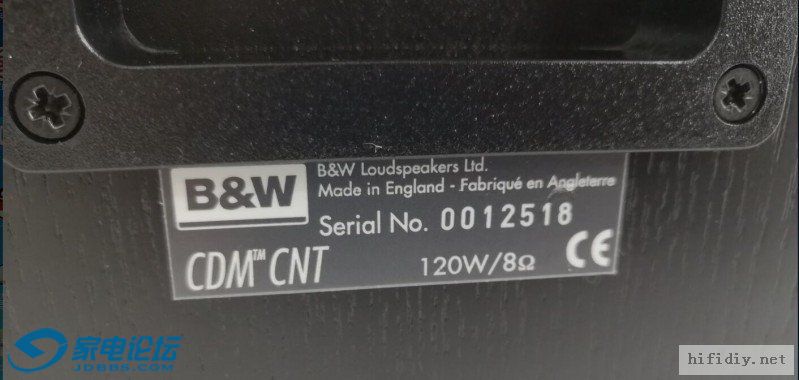 B&W
B&W Loudspeakers Ltd.
Made in England - Fabriqué en Angleterre
Serial No. 0012518
CDM™ CNT
120W/8Ω
CE
家电论坛
JDBBS.COM
hifidiy.net